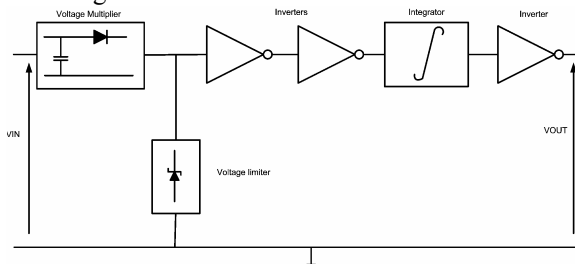 Voltage Multiplier
Inverters
Integrator
Inverter
VIN
VOUT
Voltage limiter